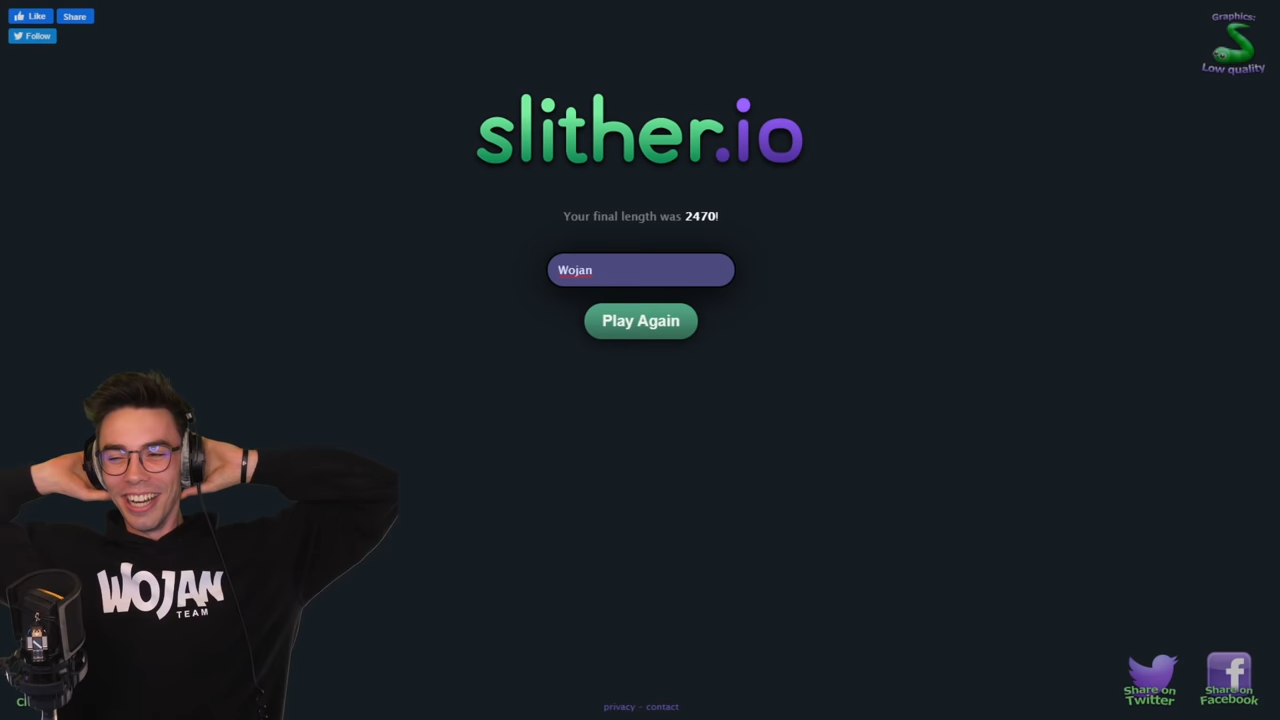 Like Share
Follow
Graphics:
Low quality
slither.io
Your final length was 2470!
Wojan
Play Again
WOJAN
TEAM
Share on
Twitter
Share on
Facebook
privacy - contact